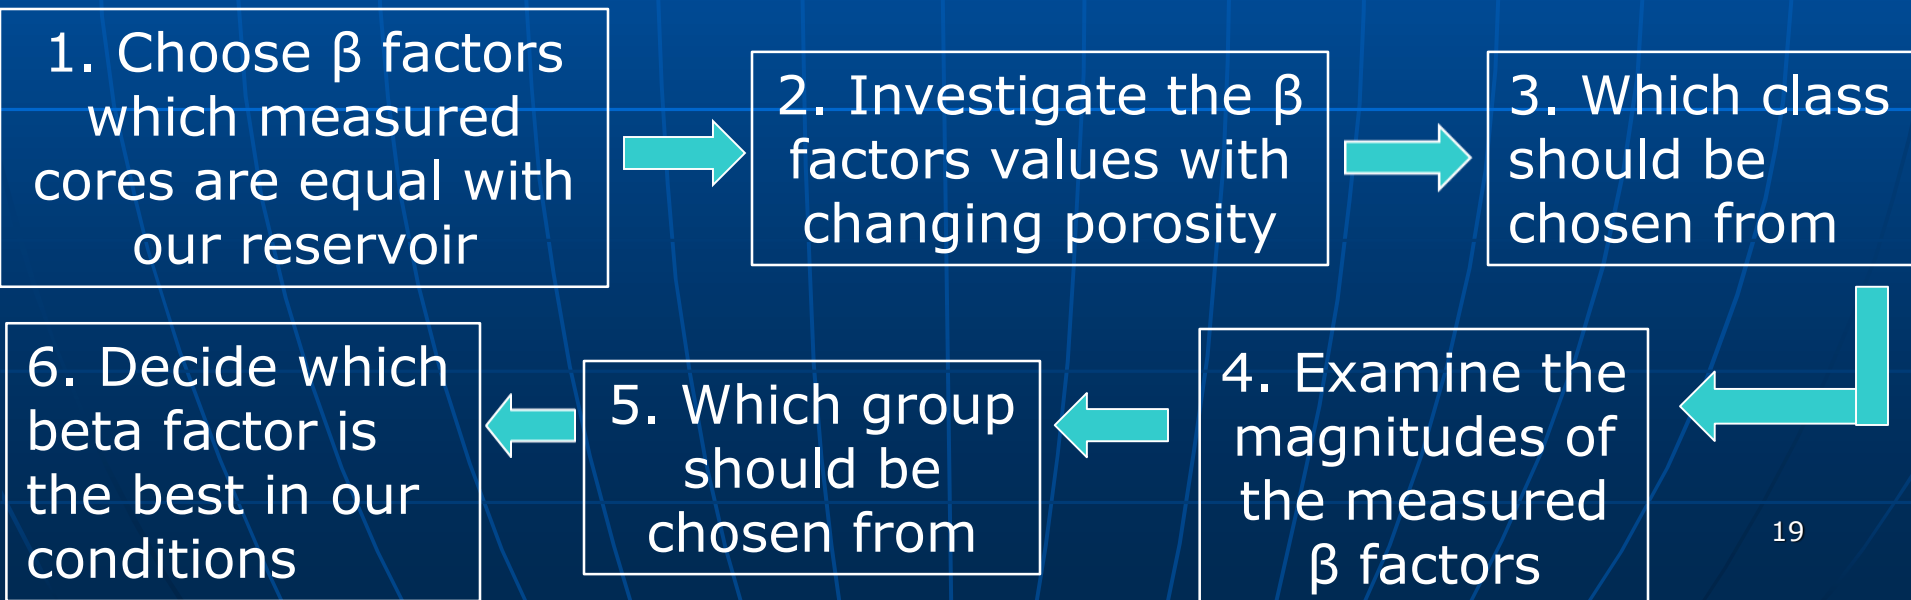 1. Choose β factors
which measured
cores are equal with
our reservoir
2. Investigate the β
factors values with
changing porosity
3. Which class
should be
chosen from
4. Examine the
magnitudes of
the measured
β factors
5. Which group
should be
chosen from
6. Decide which
beta factor is
the best in our
conditions
19